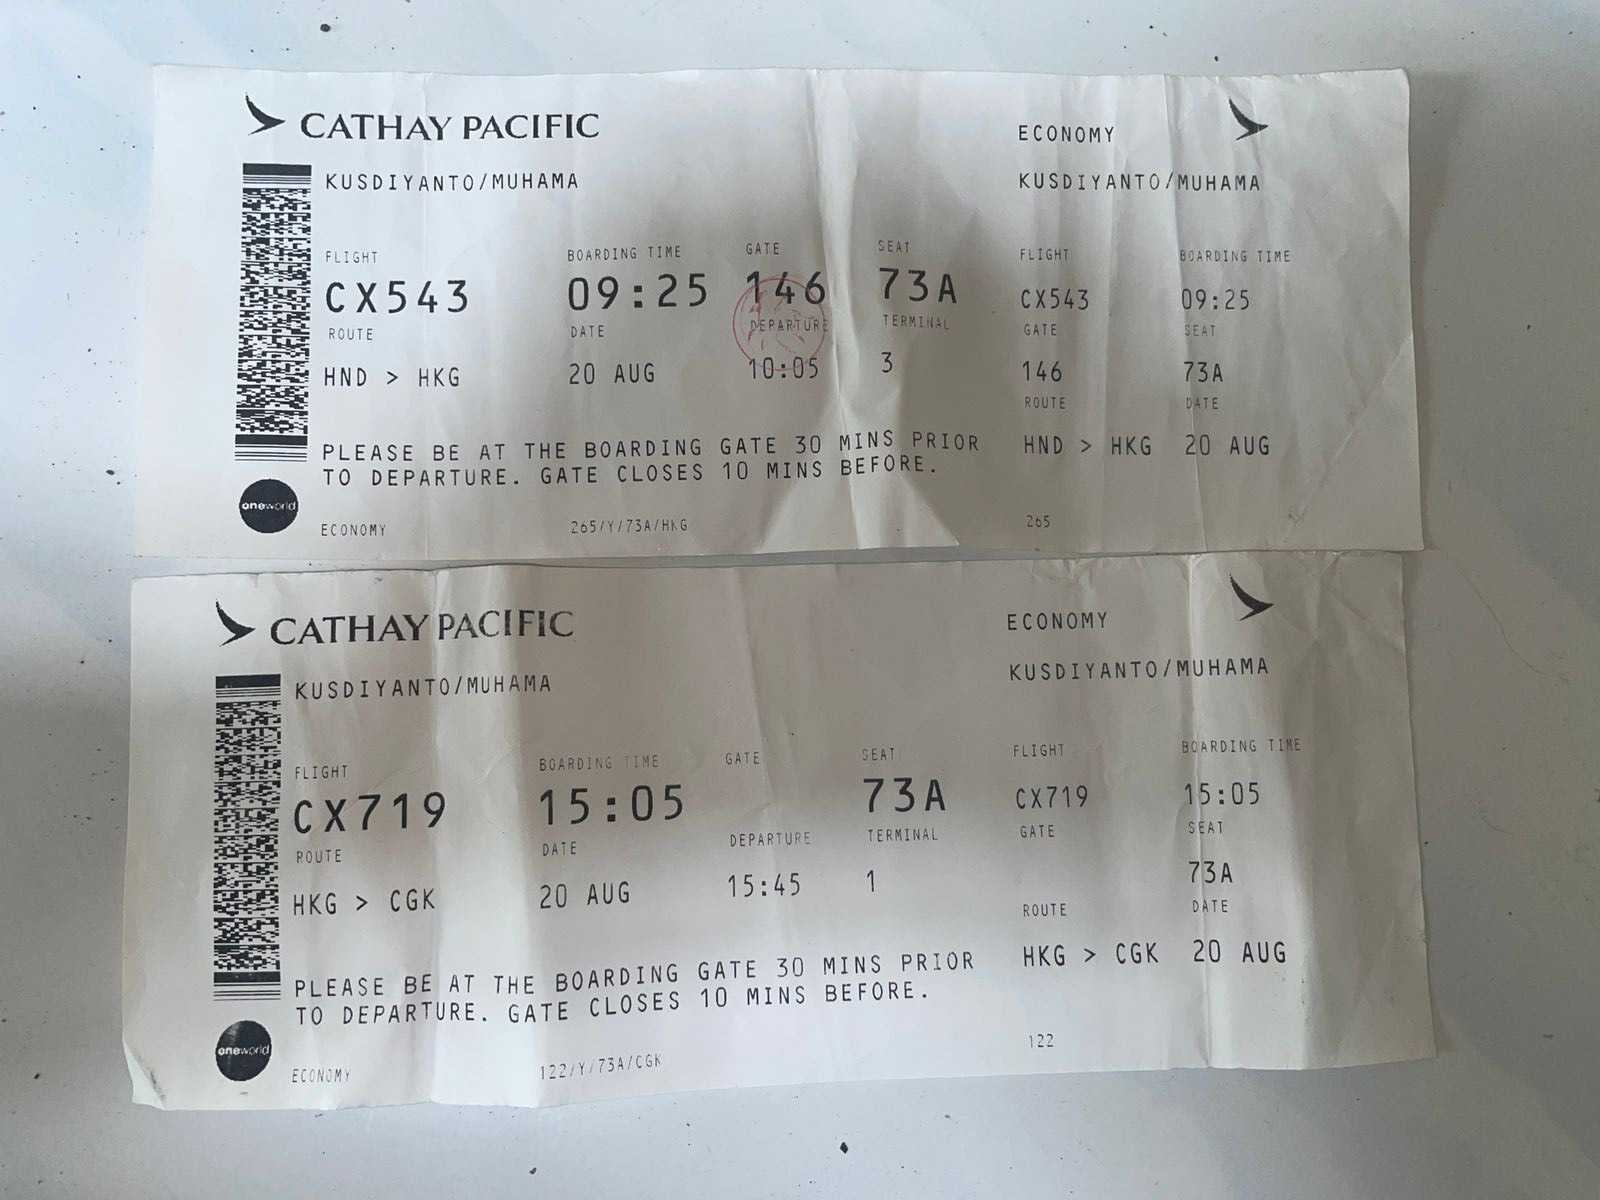 CATHAY PACIFIC
ECONOMY
KUSDIYANTO/MUHAMA
KUSDIYANTO/MUHAMA
FLIGHT BOARDING TIME GATE SEAT
FLIGHT BOARDING TIME
CX543 09:25 146 73A
CX543 09:25
ROUTE DATE DEPARTURE TERMINAL
GATE SEAT
HND > HKG 20 AUG 10:05 3
146 73A
ROUTE DATE
PLEASE BE AT THE BOARDING GATE 30 MINS PRIOR
HND > HKG 20 AUG
TO DEPARTURE. GATE CLOSES 10 MINS BEFORE.
oneworld
ECONOMY 265/Y/73A/HKG
265
CATHAY PACIFIC
ECONOMY
KUSDIYANTO/MUHAMA
KUSDIYANTO/MUHAMA
FLIGHT BOARDING TIME GATE SEAT
FLIGHT BOARDING TIME
CX719 15:05 73A
CX719 15:05
ROUTE DATE DEPARTURE TERMINAL
GATE SEAT
HKG > CGK 20 AUG 15:45 1
73A
ROUTE DATE
PLEASE BE AT THE BOARDING GATE 30 MINS PRIOR
HKG > CGK 20 AUG
TO DEPARTURE. GATE CLOSES 10 MINS BEFORE.
oneworld
ECONOMY 122/Y/73A/CGK
122